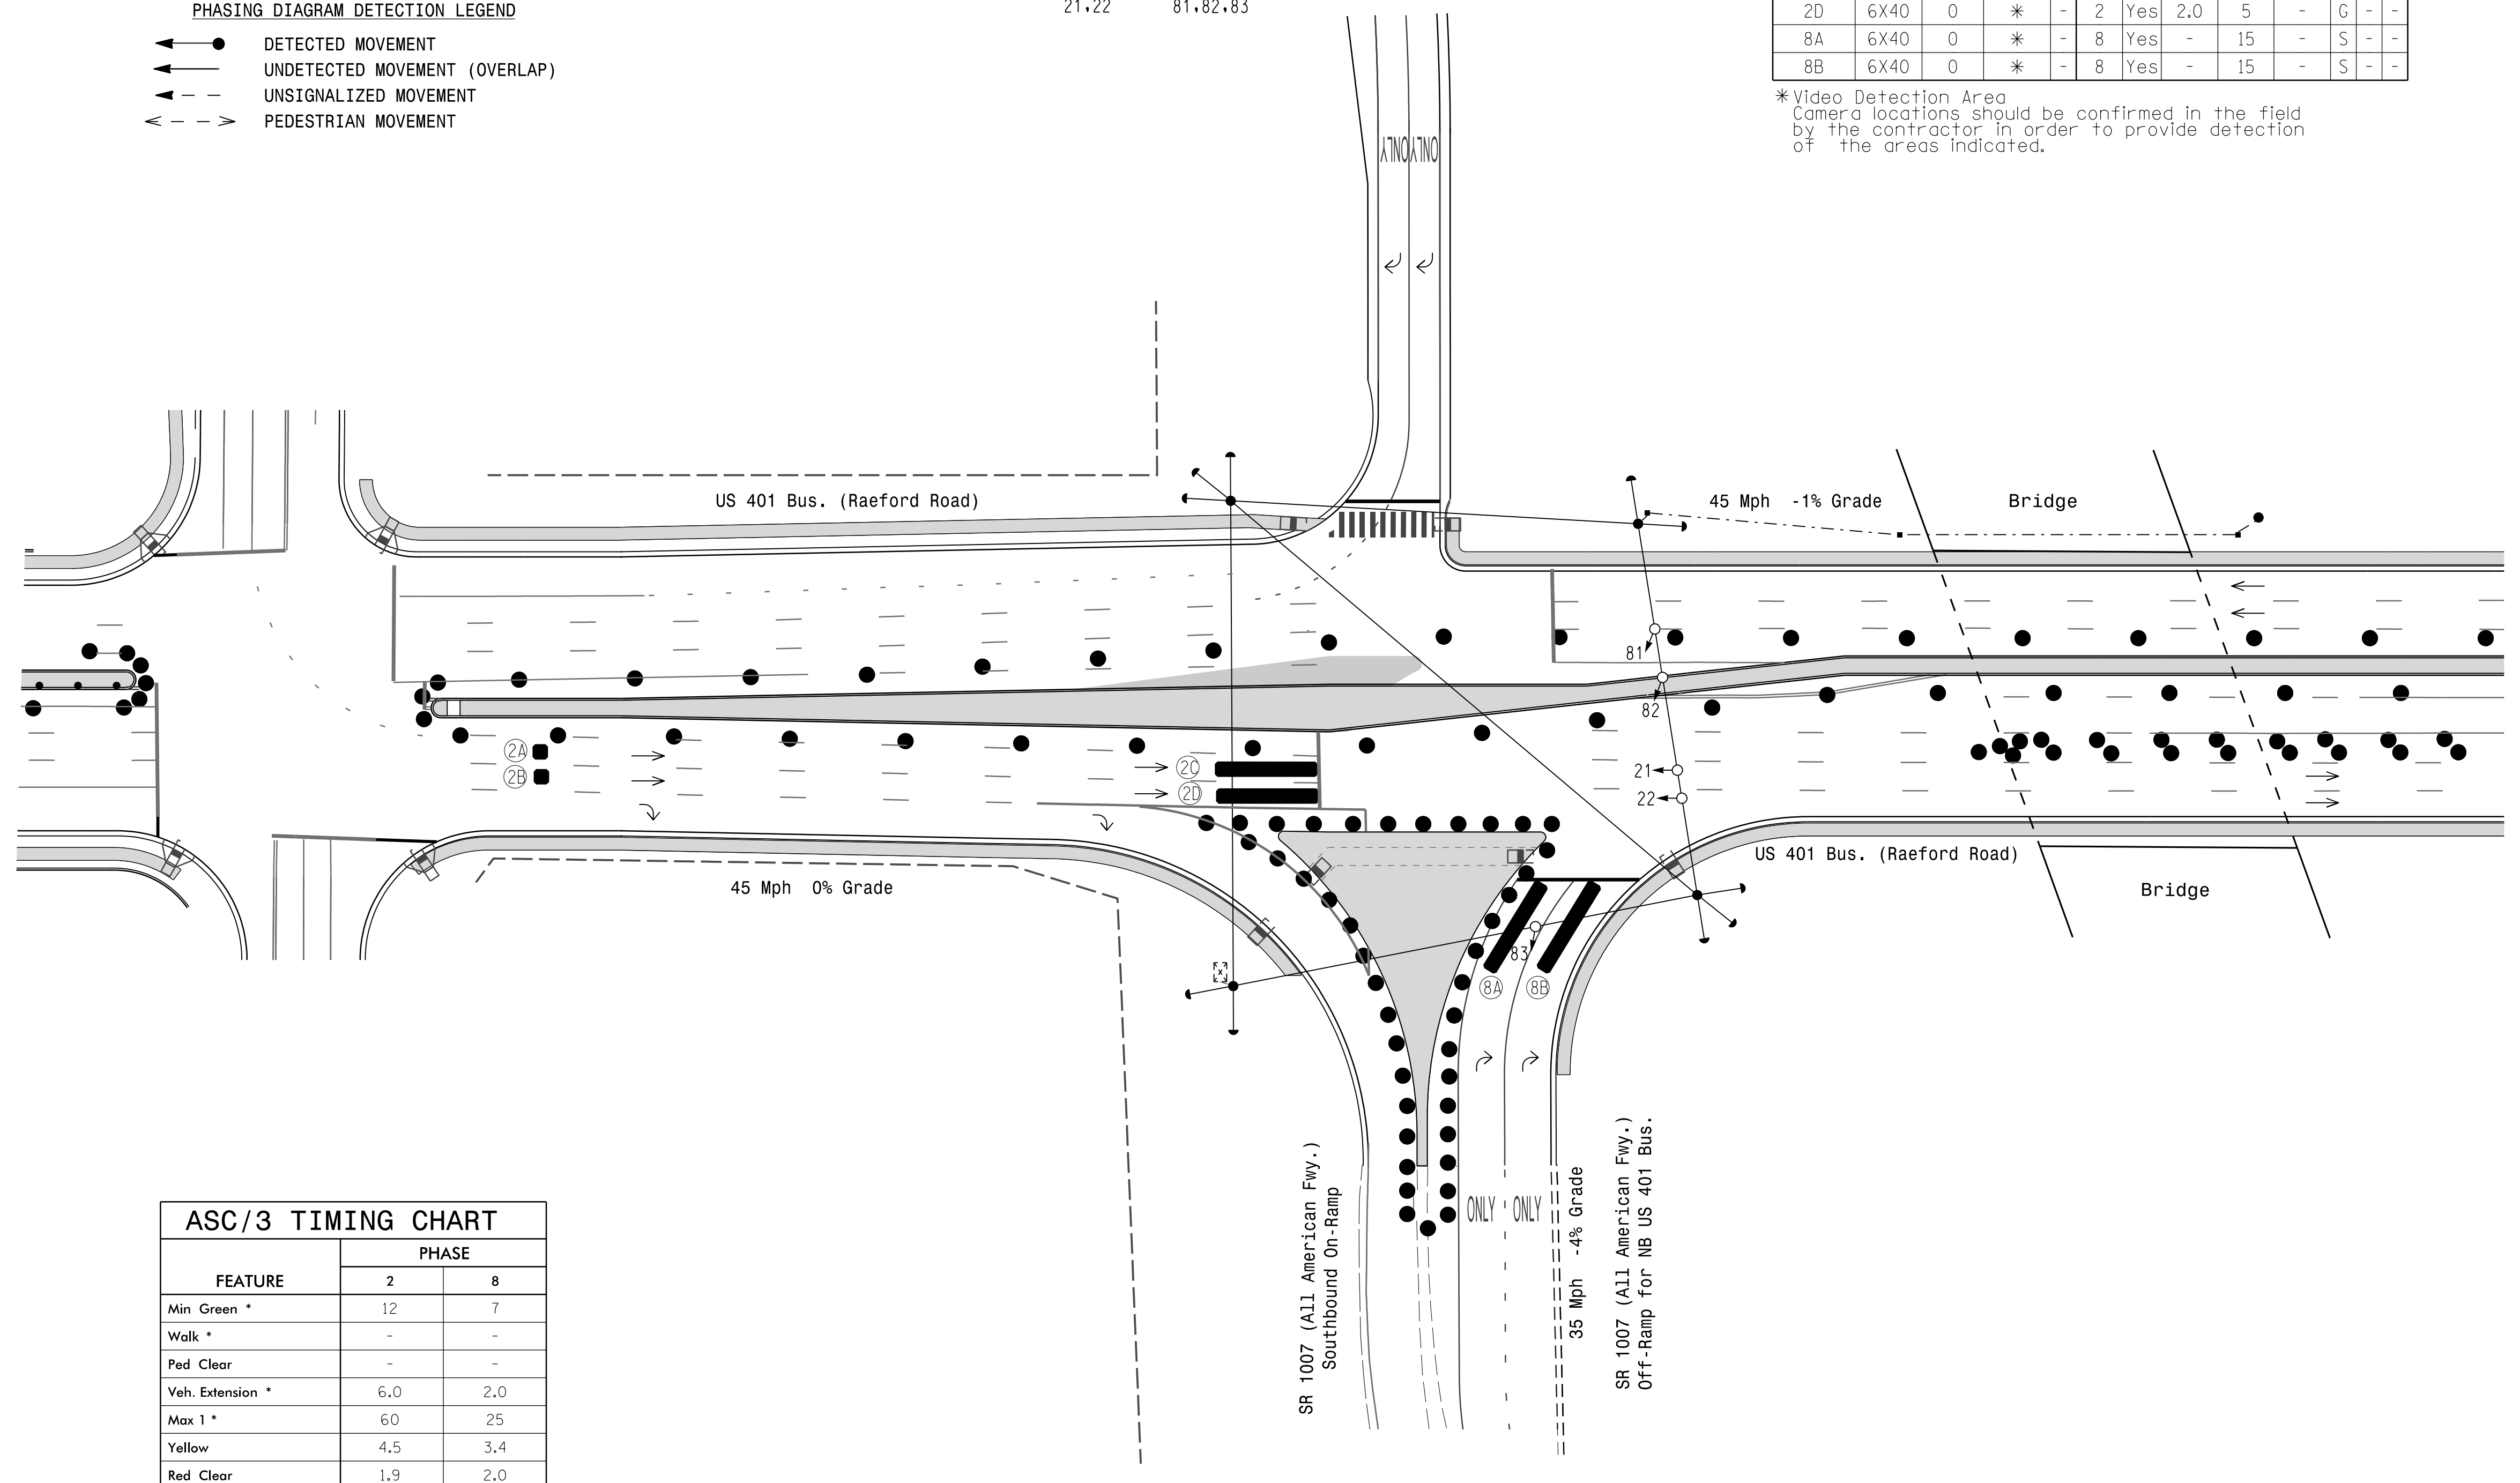 PHASING DIAGRAM DETECTION LEGEND
DETECTED MOVEMENT
UNDETECTED MOVEMENT (OVERLAP)
UNSIGNALIZED MOVEMENT
PEDESTRIAN MOVEMENT
21,22 81,82,83
2D 6X40 0 * - 2 Yes 2.0 5 - G - -
8A 6X40 0 * - 8 Yes - 15 - S - -
8B 6X40 0 * - 8 Yes - 15 - S - -
* Video Detection Area
Camera locations should be confirmed in the field
by the contractor in order to provide detection
of the areas indicated.
ONLY ONLY
US 401 Bus. (Raeford Road)
45 Mph -1% Grade
Bridge
81
82
2A
2B
2C
2D
21
22
US 401 Bus. (Raeford Road)
45 Mph 0% Grade
Bridge
83
8A 8B
X
ONLY ONLY
SR 1007 (All American Fwy.)
Southbound On-Ramp
35 Mph -4% Grade
SR 1007 (All American Fwy.)
Off-Ramp for NB US 401 Bus.
ASC/3 TIMING CHART
PHASE
FEATURE 2 8
Min Green * 12 7
Walk * - -
Ped Clear - -
Veh. Extension * 6.0 2.0
Max 1 * 60 25
Yellow 4.5 3.4
Red Clear 1.9 2.0